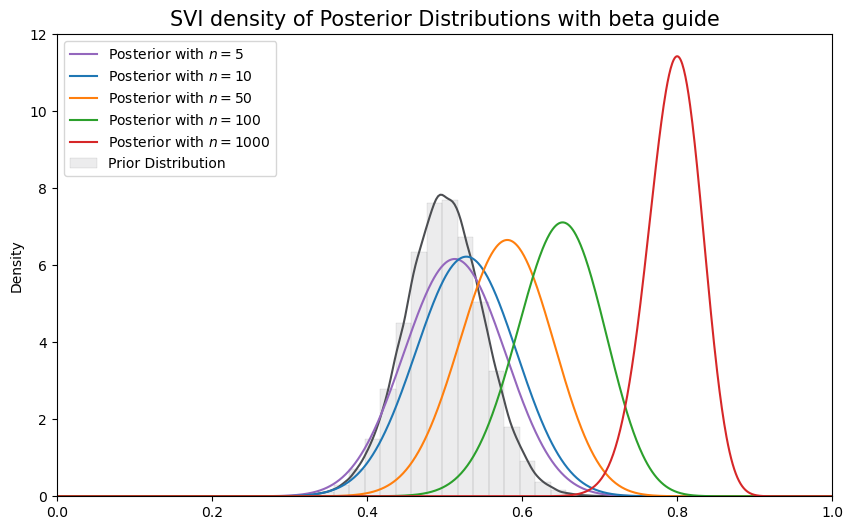 SVI density of Posterior Distributions with beta guide
Posterior with n = 5
Posterior with n = 10
Posterior with n = 50
Posterior with n = 100
Posterior with n = 1000
Prior Distribution
Density
12
10
8
6
4
2
0
0.0 0.2 0.4 0.6 0.8 1.0